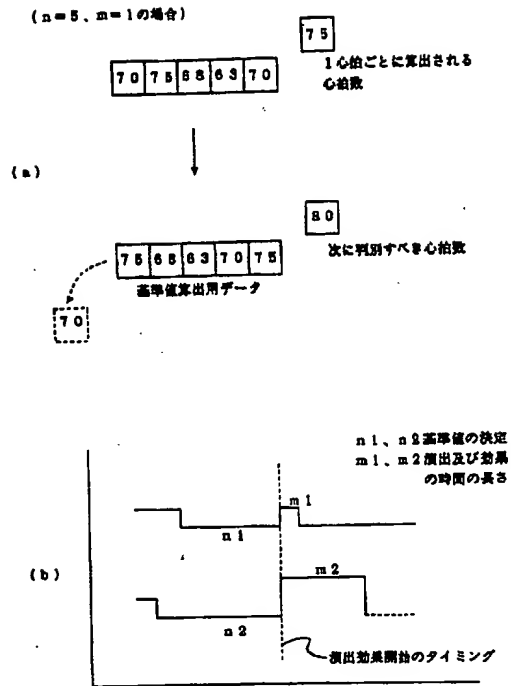 (n=5、m=1の場合)
75
70 75 68 63 70
1心拍ごとに算出される
心拍数
(a)
80
75 68 63 70 75
次に判別すべき心拍数
基準値算出用データ
70
n1、n2基準値の決定
m1、m2演出及び効果
の時間の長さ
m1
n1
(b)
m2
n2
演出効果開始のタイミング